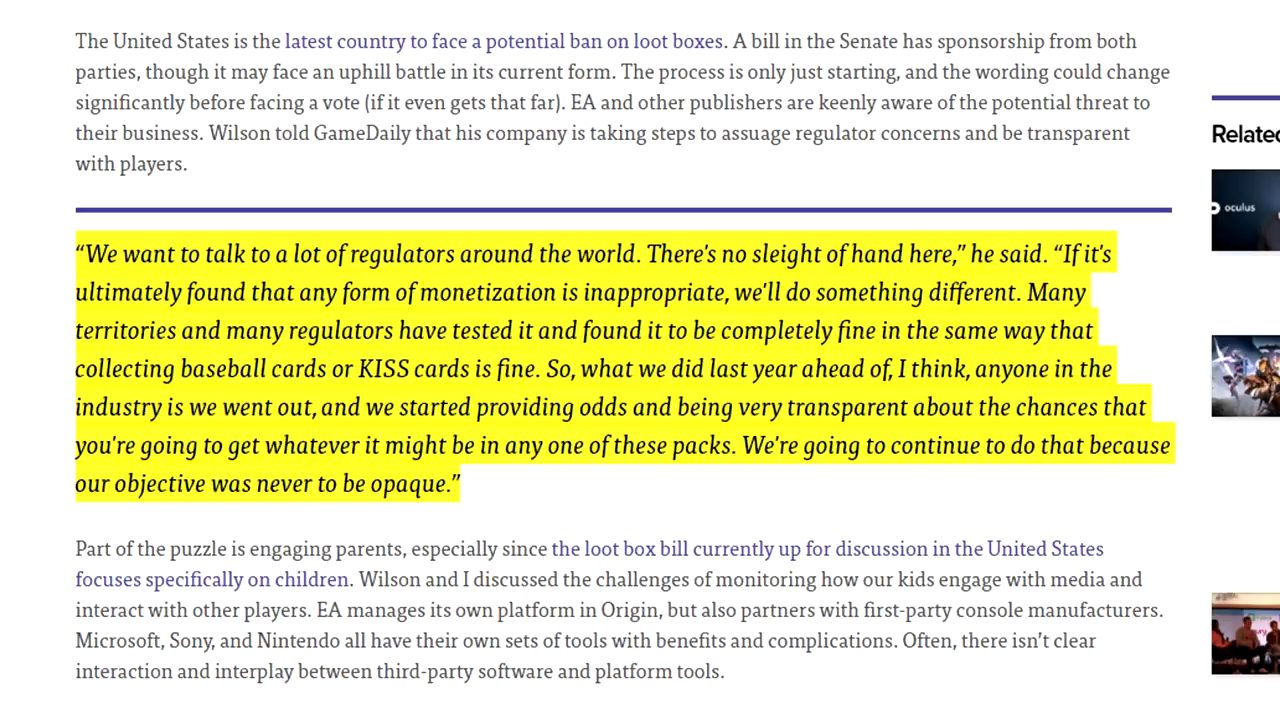 The United States is the latest country to face a potential ban on loot boxes. A bill in the Senate has sponsorship from both
parties, though it may face an uphill battle in its current form. The process is only just starting, and the wording could change
significantly before facing a vote (if it even gets that far). EA and other publishers are keenly aware of the potential threat to
their business. Wilson told GameDaily that his company is taking steps to assuage regulator concerns and be transparent
with players.
“We want to talk to a lot of regulators around the world. There's no sleight of hand here,” he said. “If it's
ultimately found that any form of monetization is inappropriate, we'll do something different. Many
territories and many regulators have tested it and found it to be completely fine in the same way that
collecting baseball cards or KISS cards is fine. So, what we did last year ahead of, I think, anyone in the
industry is we went out, and we started providing odds and being very transparent about the chances that
you're going to get whatever it might be in any one of these packs. We're going to continue to do that because
our objective was never to be opaque.”
Part of the puzzle is engaging parents, especially since the loot box bill currently up for discussion in the United States
focuses specifically on children. Wilson and I discussed the challenges of monitoring how our kids engage with media and
interact with other players. EA manages its own platform in Origin, but also partners with first-party console manufacturers.
Microsoft, Sony, and Nintendo all have their own sets of tools with benefits and complications. Often, there isn’t clear
interaction and interplay between third-party software and platform tools.
Related
oculus